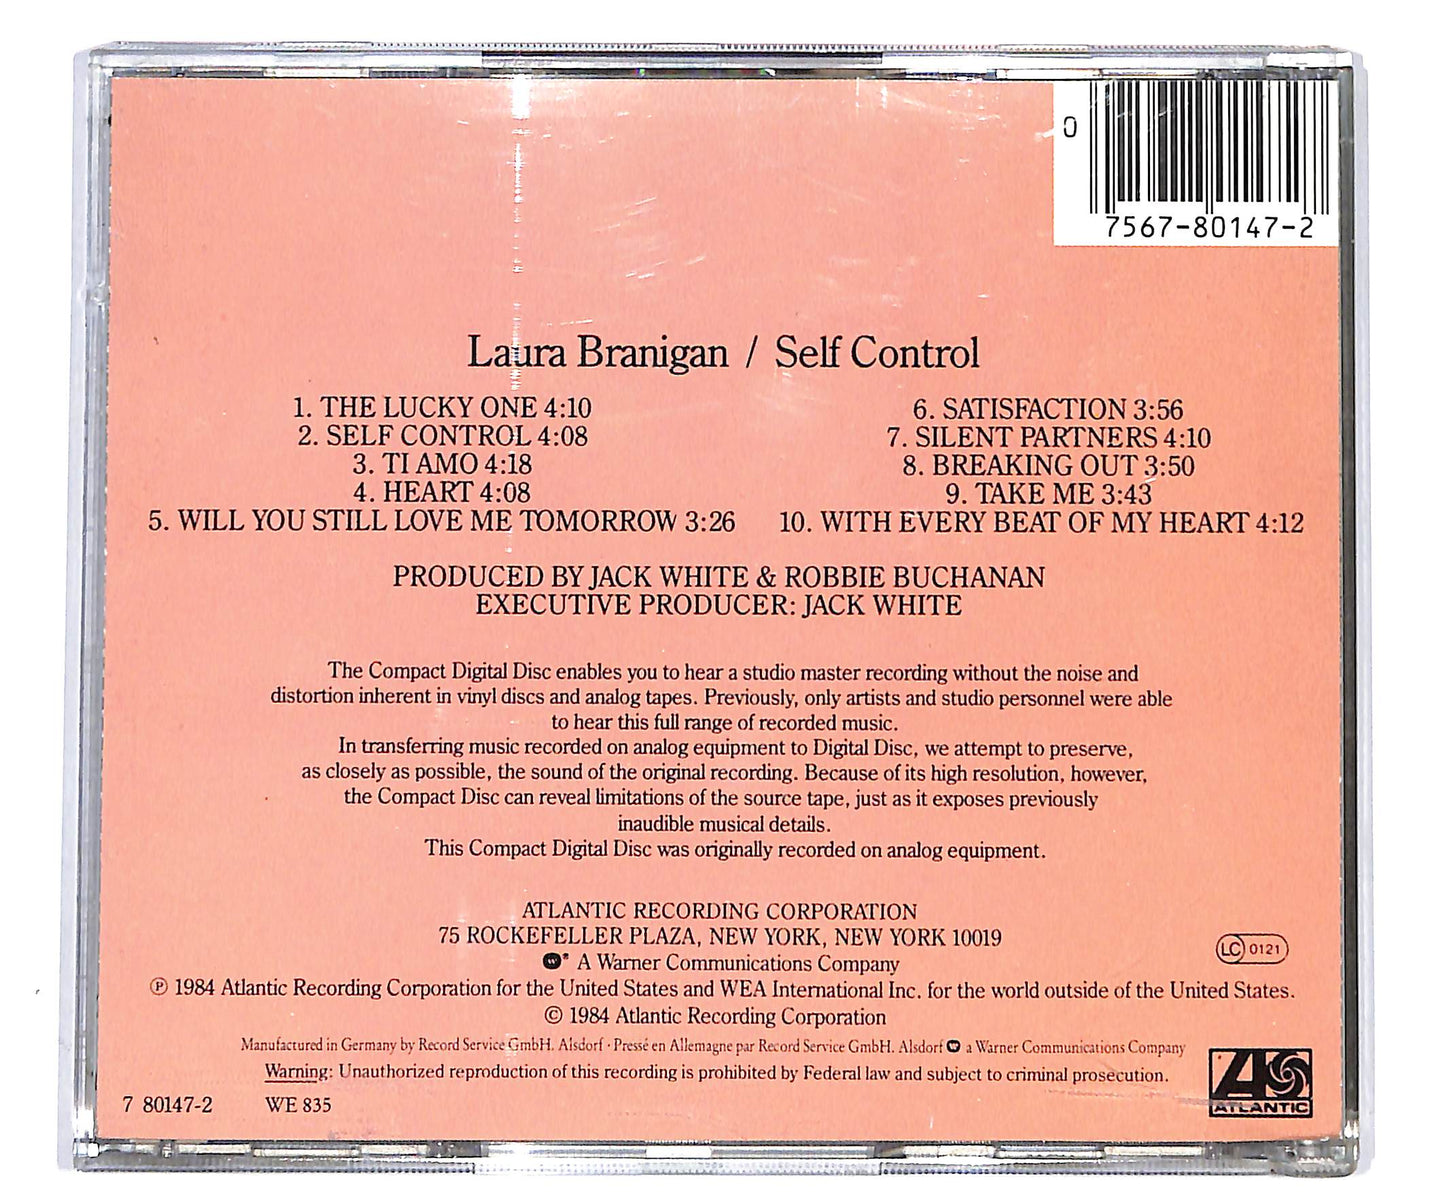 0
7567-80147-2
Laura Branigan / Self Control
1. THE LUCKY ONE 4:10
2. SELF CONTROL 4:08
3. TI AMO 4:18
4. HEART 4:08
5. WILL YOU STILL LOVE ME TOMORROW 3:26
6. SATISFACTION 3:56
7. SILENT PARTNERS 4:10
8. BREAKING OUT 3:50
9. TAKE ME 3:43
10. WITH EVERY BEAT OF MY HEART 4:12
PRODUCED BY JACK WHITE & ROBBIE BUCHANAN
EXECUTIVE PRODUCER: JACK WHITE
The Compact Digital Disc enables you to hear a studio master recording without the noise and
distortion inherent in vinyl discs and analog tapes. Previously, only artists and studio personnel were able
to hear this full range of recorded music.
In transferring music recorded on analog equipment to Digital Disc, we attempt to preserve,
as closely as possible, the sound of the original recording. Because of its high resolution, however,
the Compact Disc can reveal limitations of the source tape, just as it exposes previously
inaudible musical details.
This Compact Digital Disc was originally recorded on analog equipment.
ATLANTIC RECORDING CORPORATION
75 ROCKEFELLER PLAZA, NEW YORK, NEW YORK 10019
A Warner Communications Company
LC 0121
℗ 1984 Atlantic Recording Corporation for the United States and WEA International Inc. for the world outside of the United States.
© 1984 Atlantic Recording Corporation
Manufactured in Germany by Record Service GmbH. Alsdorf · Pressé en Allemagne par Record Service GmbH. Alsdorf a Warner Communications Company
Warning: Unauthorized reproduction of this recording is prohibited by Federal law and subject to criminal prosecution.
7 80147-2 WE 835
ATLANTIC